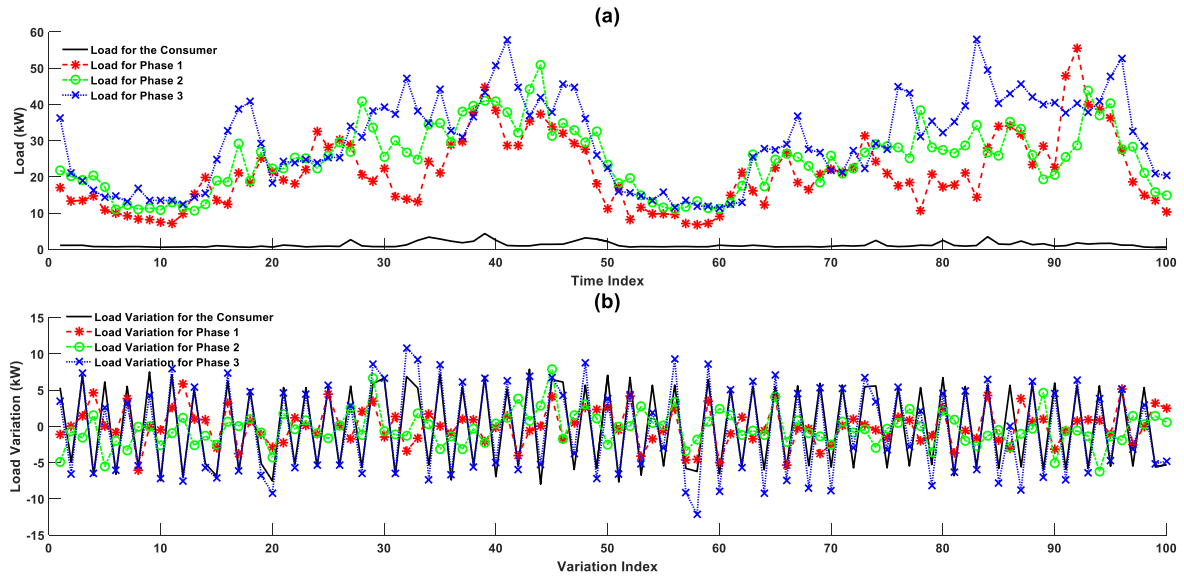 (a)
60
50
40
30
20
10
0
Load (kW)
Load for the Consumer
Load for Phase 1
Load for Phase 2
Load for Phase 3
0 10 20 30 40 50 60 70 80 90 100
Time Index
(b)
15
10
5
0
-5
-10
-15
Load Variation (kW)
Load Variation for the Consumer
Load Variation for Phase 1
Load Variation for Phase 2
Load Variation for Phase 3
0 10 20 30 40 50 60 70 80 90 100
Variation Index